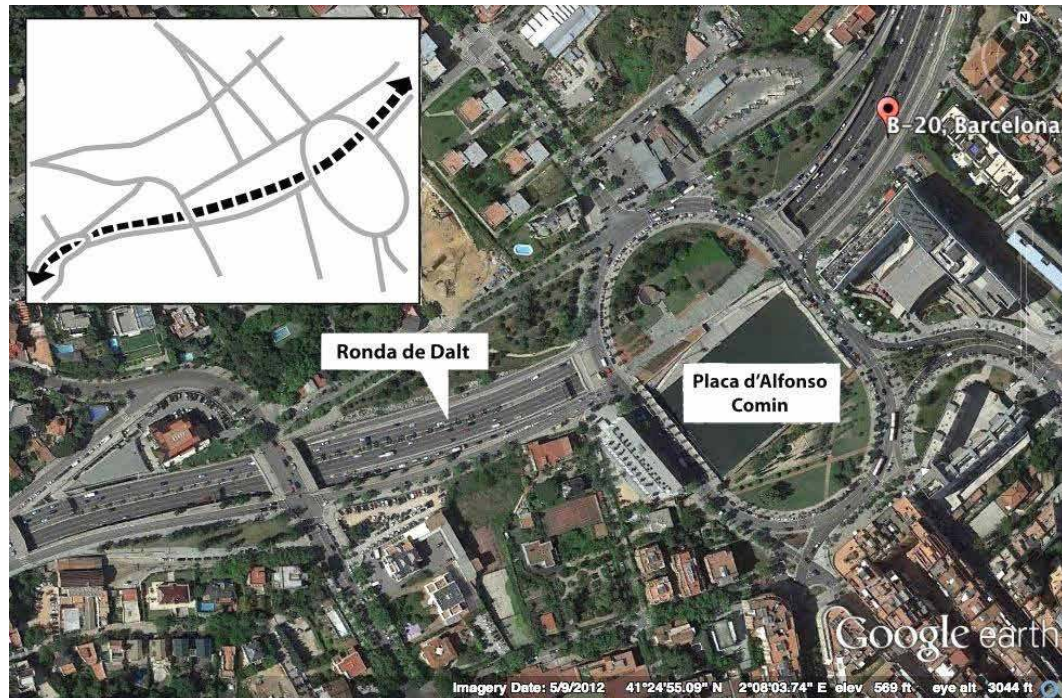 N
B-20, Barcelona
Ronda de Dalt
Placa d'Alfonso
Comin
Google earth
Imagery Date: 5/9/2012 41°24'55.09" N 2°08'03.74" E elev 569 ft eye alt 3044 ft